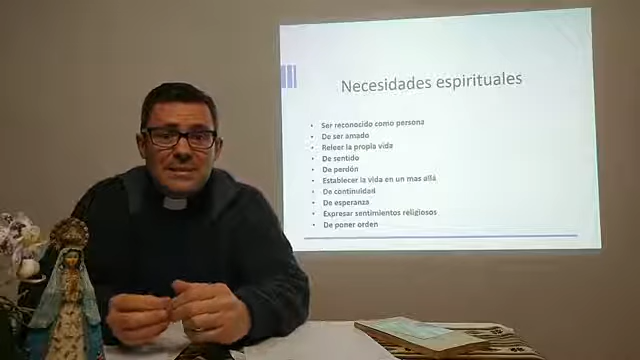 Necesidades espirituales
• Ser reconocido como persona
• De ser amado
• Releer la propia vida
• De sentido
• De perdón
• Establecer la vida en un mas allá
• De continuidad
• De esperanza
• Expresar sentimientos religiosos
• De poner orden